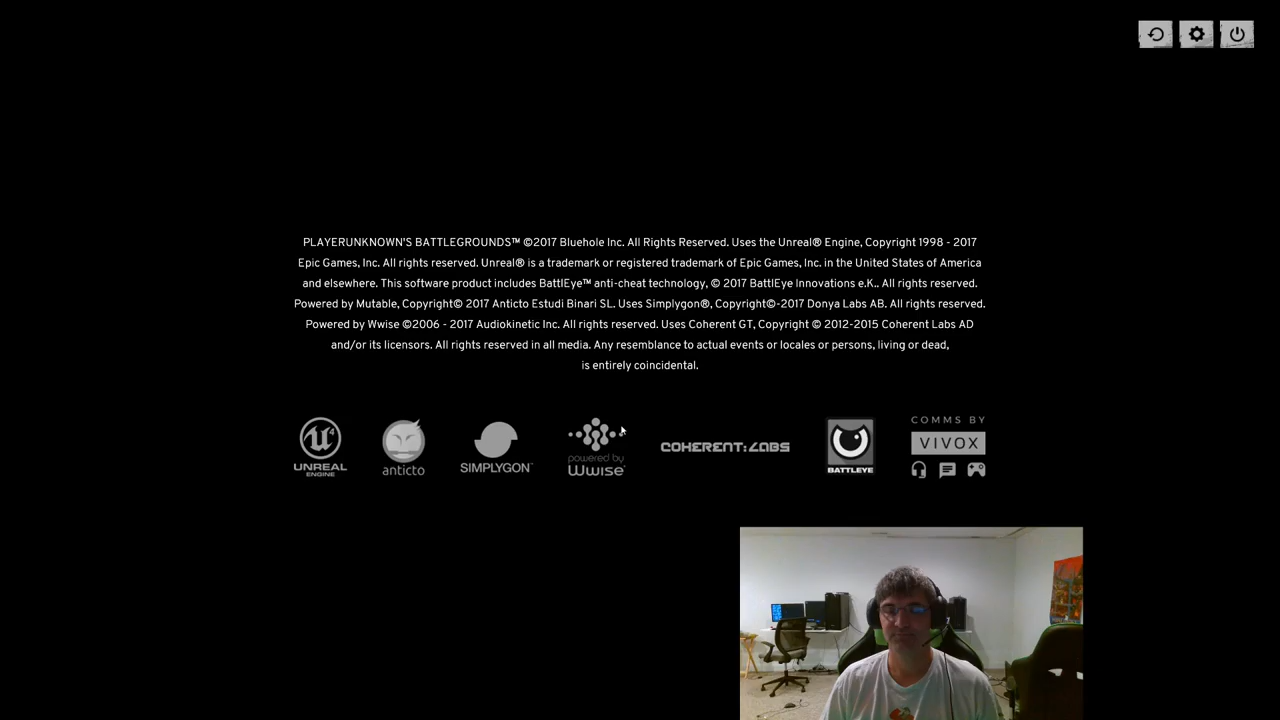 PLAYERUNKNOWN'S BATTLEGROUNDS™ ©2017 Bluehole Inc. All Rights Reserved. Uses the Unreal® Engine, Copyright 1998 - 2017
Epic Games, Inc. All rights reserved. Unreal® is a trademark or registered trademark of Epic Games, Inc. in the United States of America
and elsewhere. This software product includes BattlEye™ anti-cheat technology, © 2017 BattlEye Innovations e.K.. All rights reserved.
Powered by Mutable, Copyright© 2017 Anticto Estudi Binari SL. Uses Simplygon®, Copyright©-2017 Donya Labs AB. All rights reserved.
Powered by Wwise ©2006 - 2017 Audiokinetic Inc. All rights reserved. Uses Coherent GT, Copyright © 2012-2015 Coherent Labs AD
and/or its licensors. All rights reserved in all media. Any resemblance to actual events or locales or persons, living or dead,
is entirely coincidental.
4
UNREAL
ENGINE
anticto
SIMPLYGON
powered by
Wwise
COHERENT:LABS
BATTLEYE
COMMS BY
VIVOX